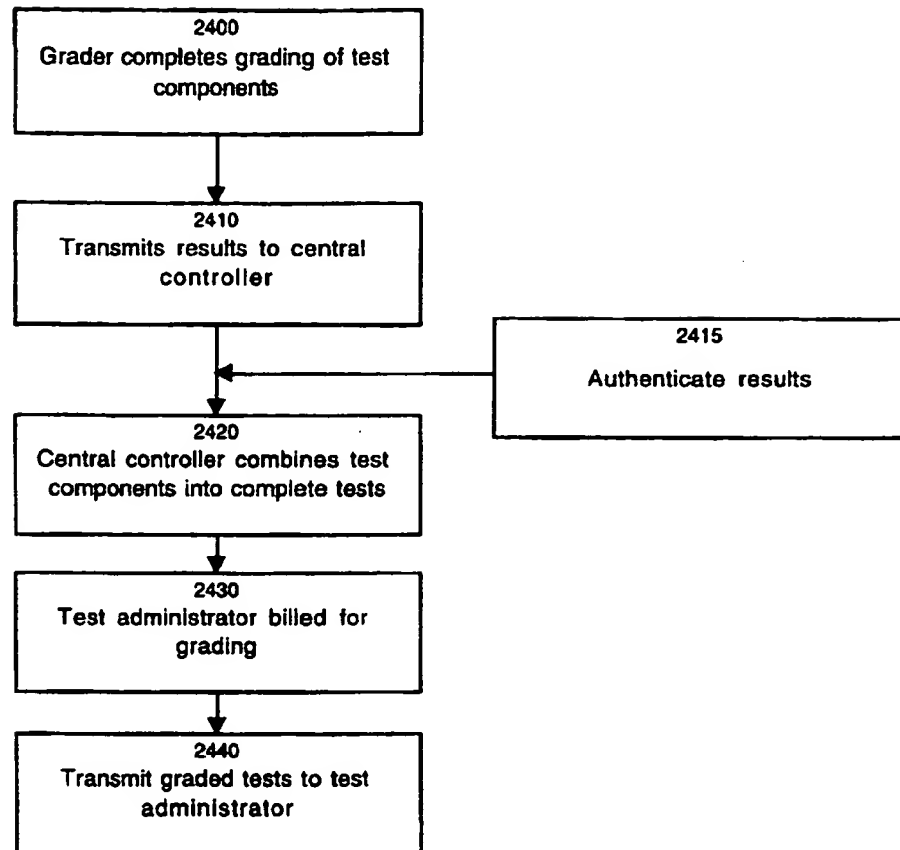 2400
Grader completes grading of test
components
2410
Transmits results to central
controller
2415
Authenticate results
2420
Central controller combines test
components into complete tests
2430
Test administrator billed for
grading
2440
Transmit graded tests to test
administrator